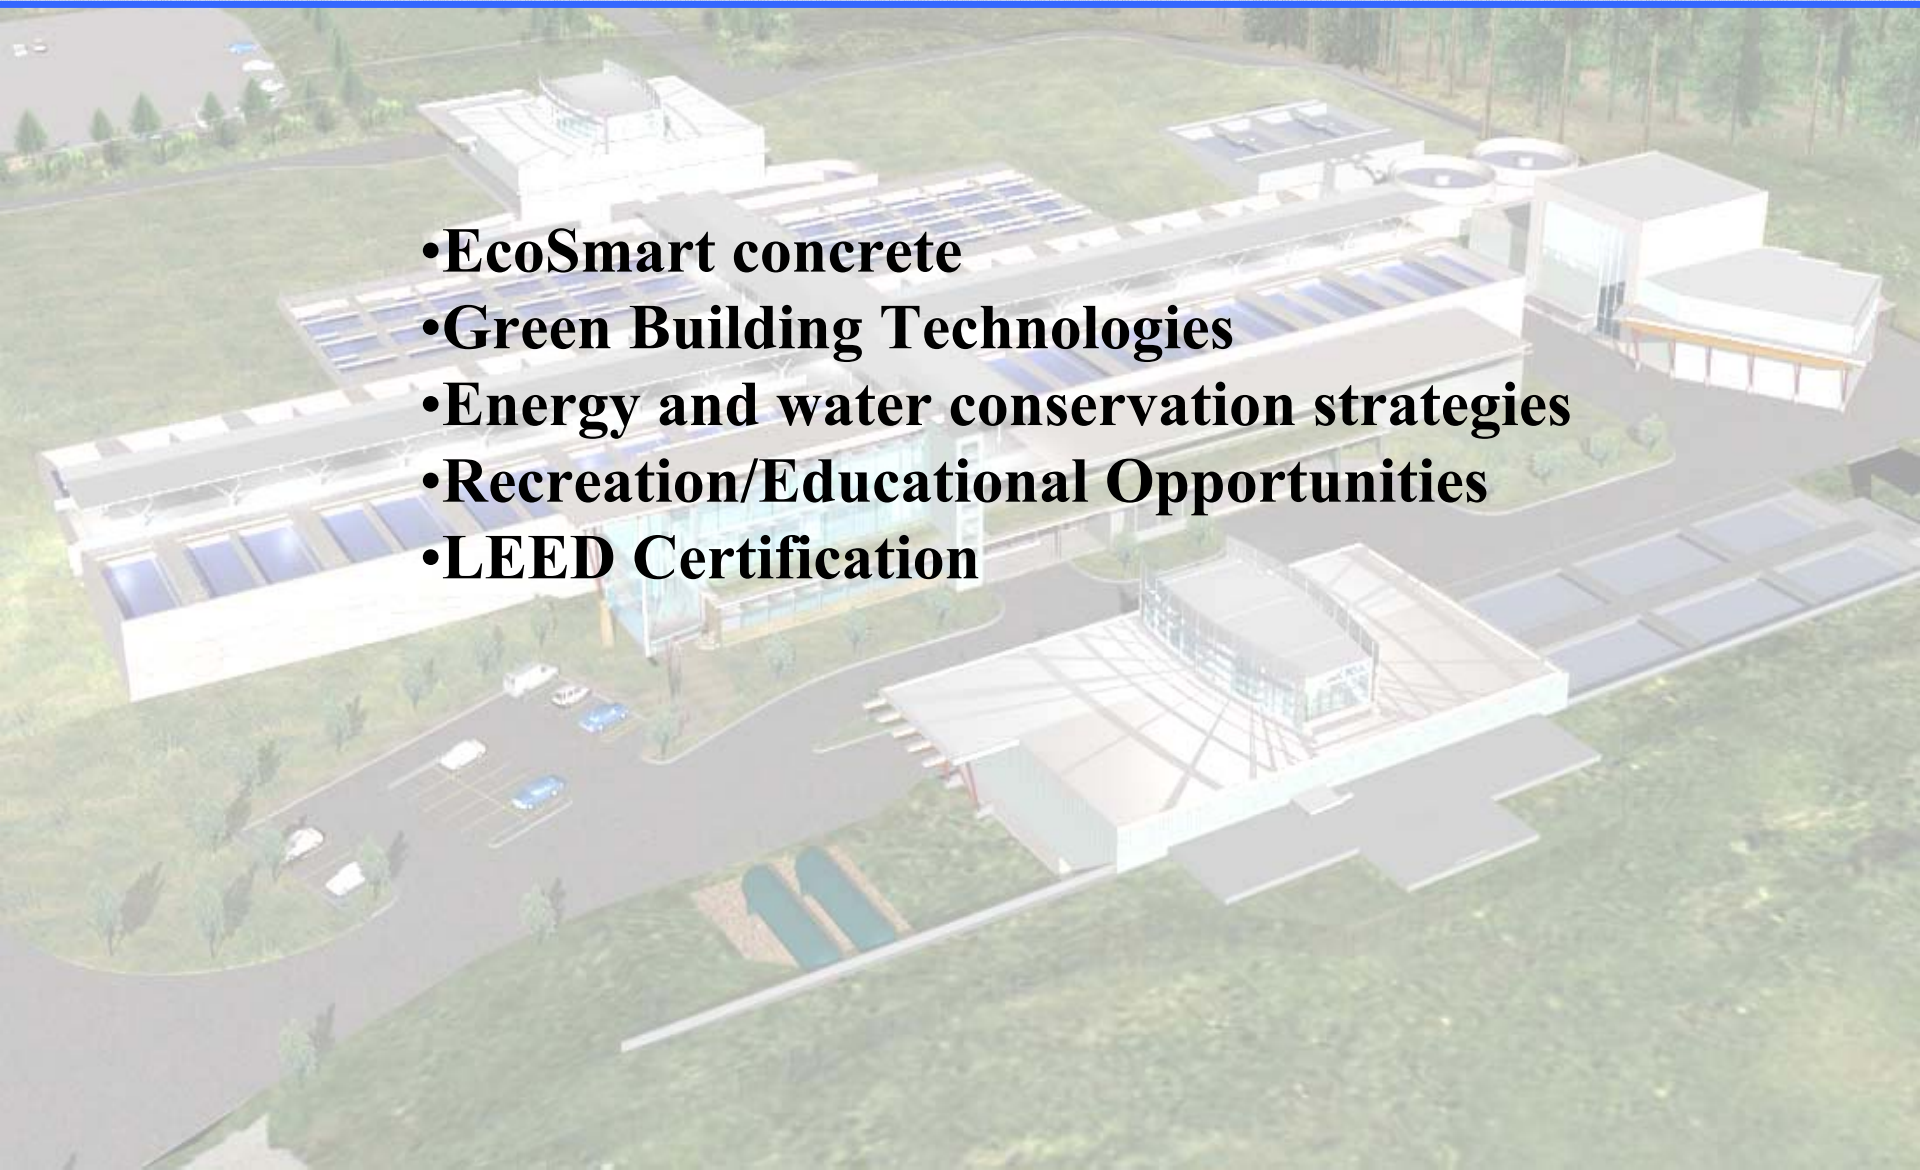 •EcoSmart concrete
•Green Building Technologies
•Energy and water conservation strategies
•Recreation/Educational Opportunities
•LEED Certification